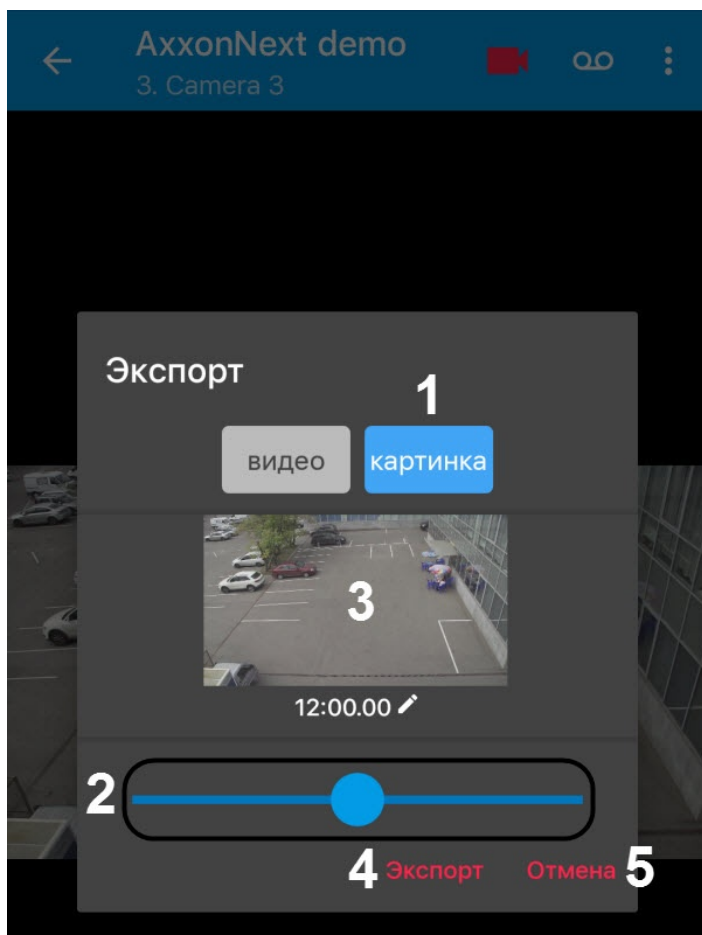 AxxonNext demo
3. Camera 3
Экспорт
1
видео картинка
3
12:00.00
2
4 Экспорт Отмена 5